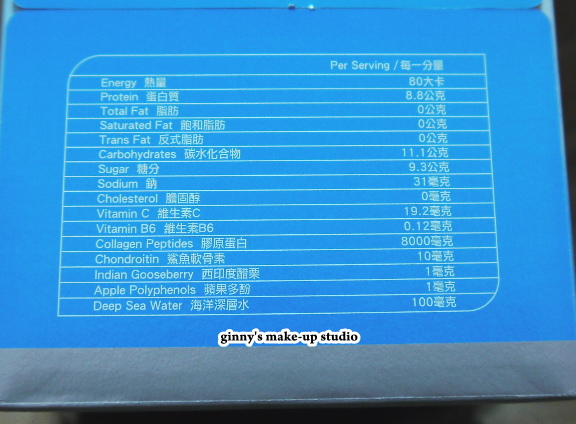 Per Serving /每一分量
Energy 熱量 80大卡
Protein 蛋白質 8.8公克
Total Fat 脂肪 0公克
Saturated Fat 飽和脂肪 0公克
Trans Fat 反式脂肪 0公克
Carbohydrates 碳水化合物 11.1公克
Sugar 糖分 9.3公克
Sodium 鈉 31毫克
Cholesterol 膽固醇 0毫克
Vitamin C 維生素C 19.2毫克
Vitamin B6 維生素B6 0.12毫克
Collagen Peptides 膠原蛋白 8000毫克
Chondroitin 鯊魚軟骨素 10毫克
Indian Gooseberry 西印度醋栗 1毫克
Apple Polyphenols 蘋果多酚 1毫克
Deep Sea Water 海洋深層水 100毫克
ginny's make-up studio